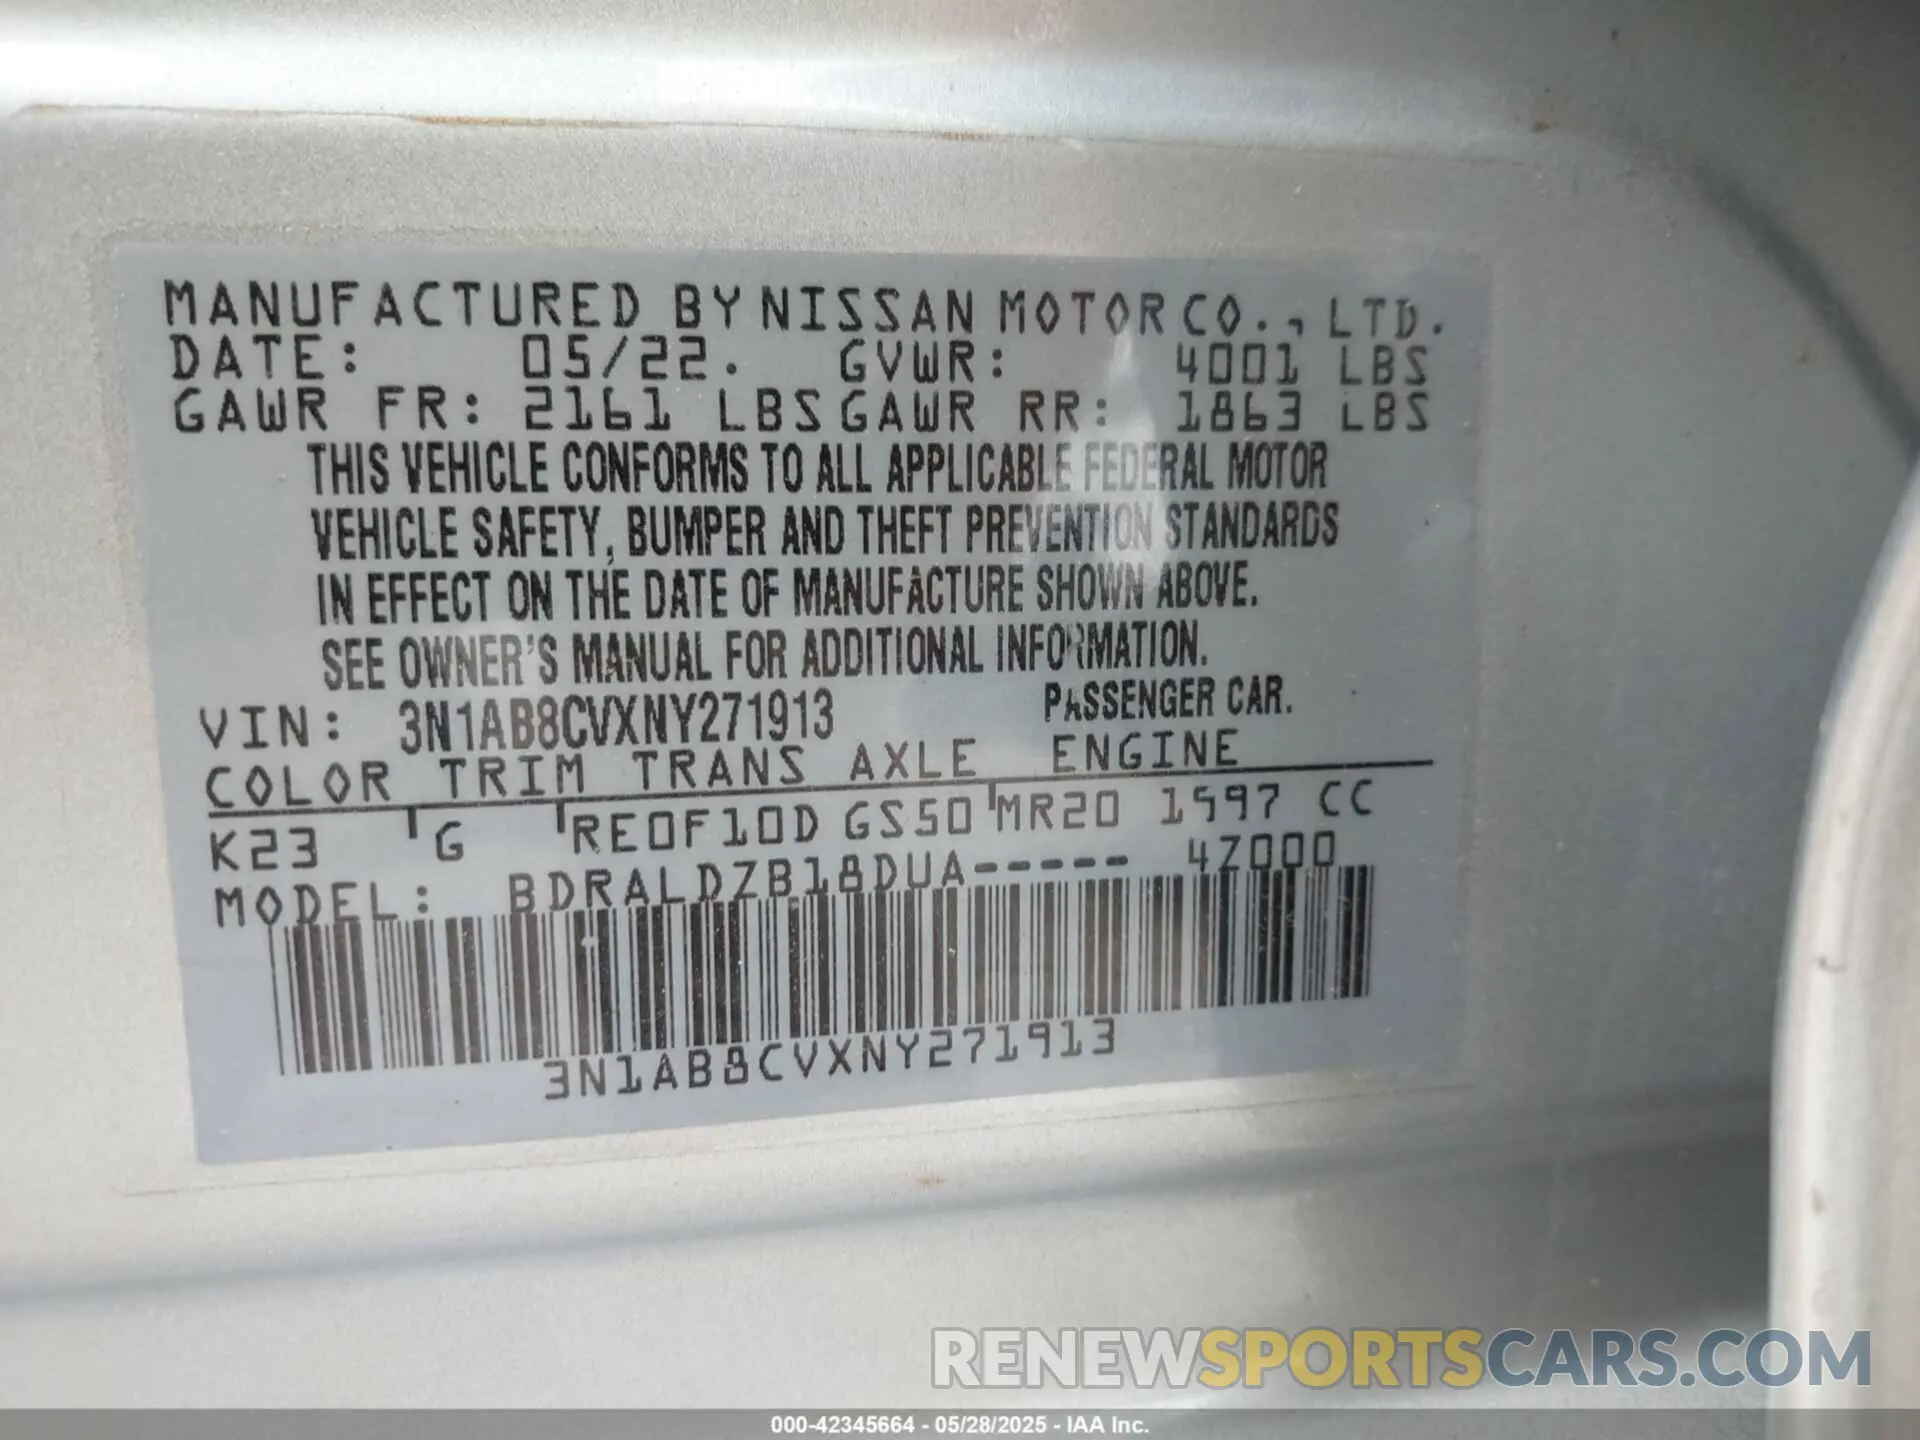 MANUFACTURED BY NISSAN MOTOR CO., LTD.
DATE: 05/22. GVWR: 4001 LBS
GAWR FR: 2161 LBS GAWR RR: 1863 LBS
THIS VEHICLE CONFORMS TO ALL APPLICABLE FEDERAL MOTOR
VEHICLE SAFETY, BUMPER AND THEFT PREVENTION STANDARDS
IN EFFECT ON THE DATE OF MANUFACTURE SHOWN ABOVE.
SEE OWNER'S MANUAL FOR ADDITIONAL INFORMATION.
VIN: 3N1AB8CVXNY271913 PASSENGER CAR.
COLOR TRIM TRANS AXLE ENGINE
K23 G RE0F10D GS50 MR20 1997 CC
MODEL: BDRALDZB18DUA----- 4Z000
3N1AB8CVXNY271913
RENEWSPORTSCARS.COM
000-42345664 - 05/28/2025 - IAA Inc.